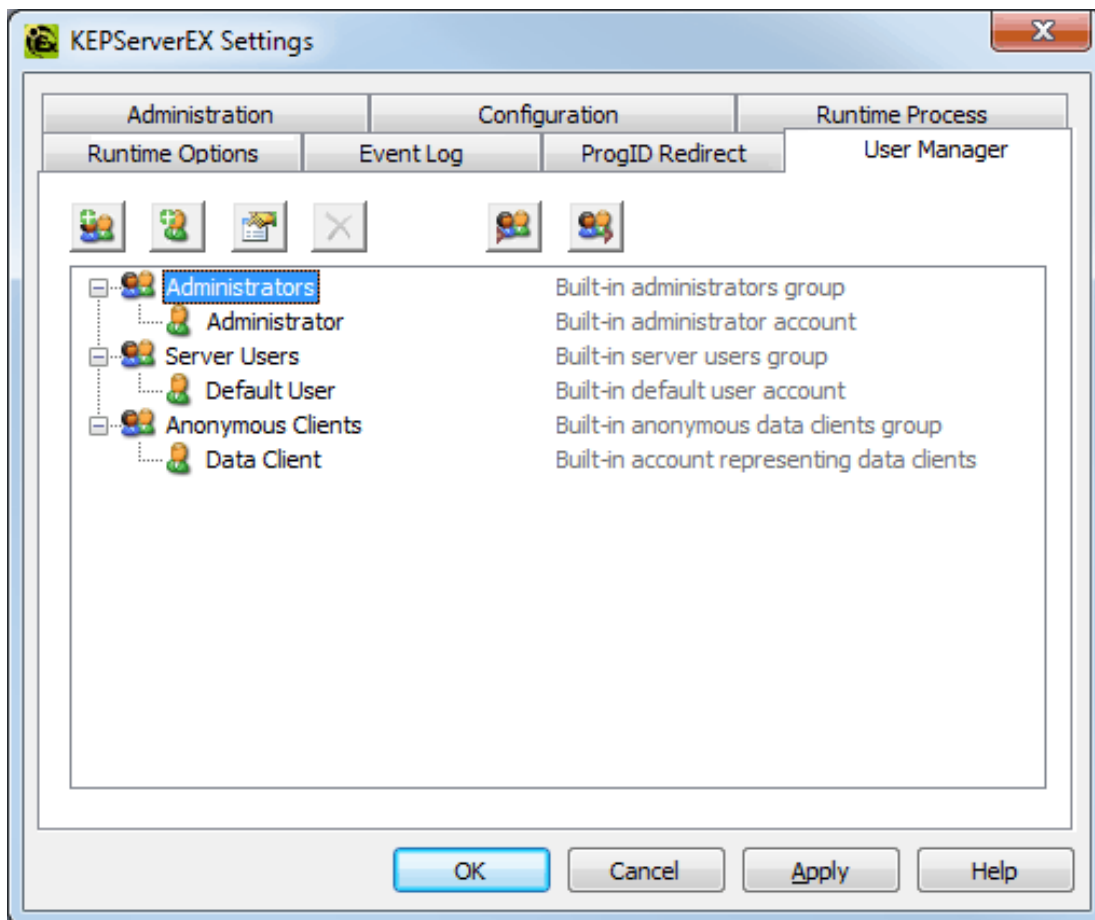 KEPServerEX Settings
Administration Configuration Runtime Process
Runtime Options Event Log ProgID Redirect User Manager
Administrators Built-in administrators group
Administrator Built-in administrator account
Server Users Built-in server users group
Default User Built-in default user account
Anonymous Clients Built-in anonymous data clients group
Data Client Built-in account representing data clients
OK Cancel Apply Help